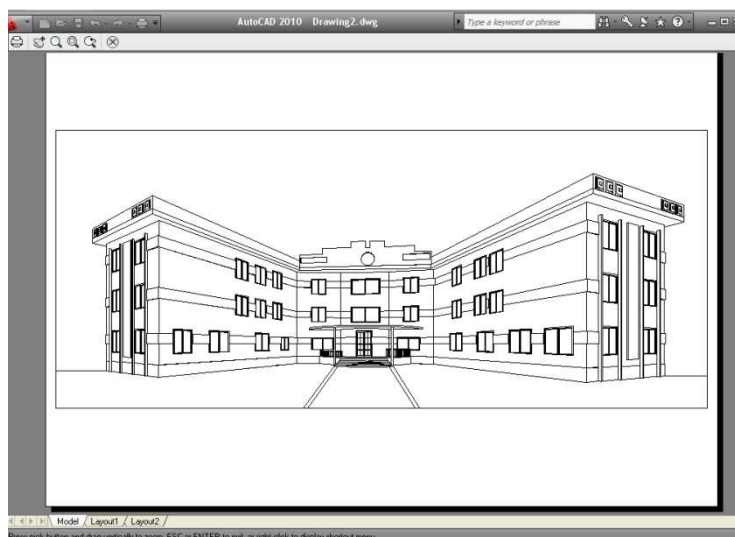 AutoCAD 2010 Drawing2.dwg
Type a keyword or phrase
Model Layout1 Layout2
Press pick button and drag vertically to zoom, ESC or ENTER to exit, or right-click to display shortcut menu.